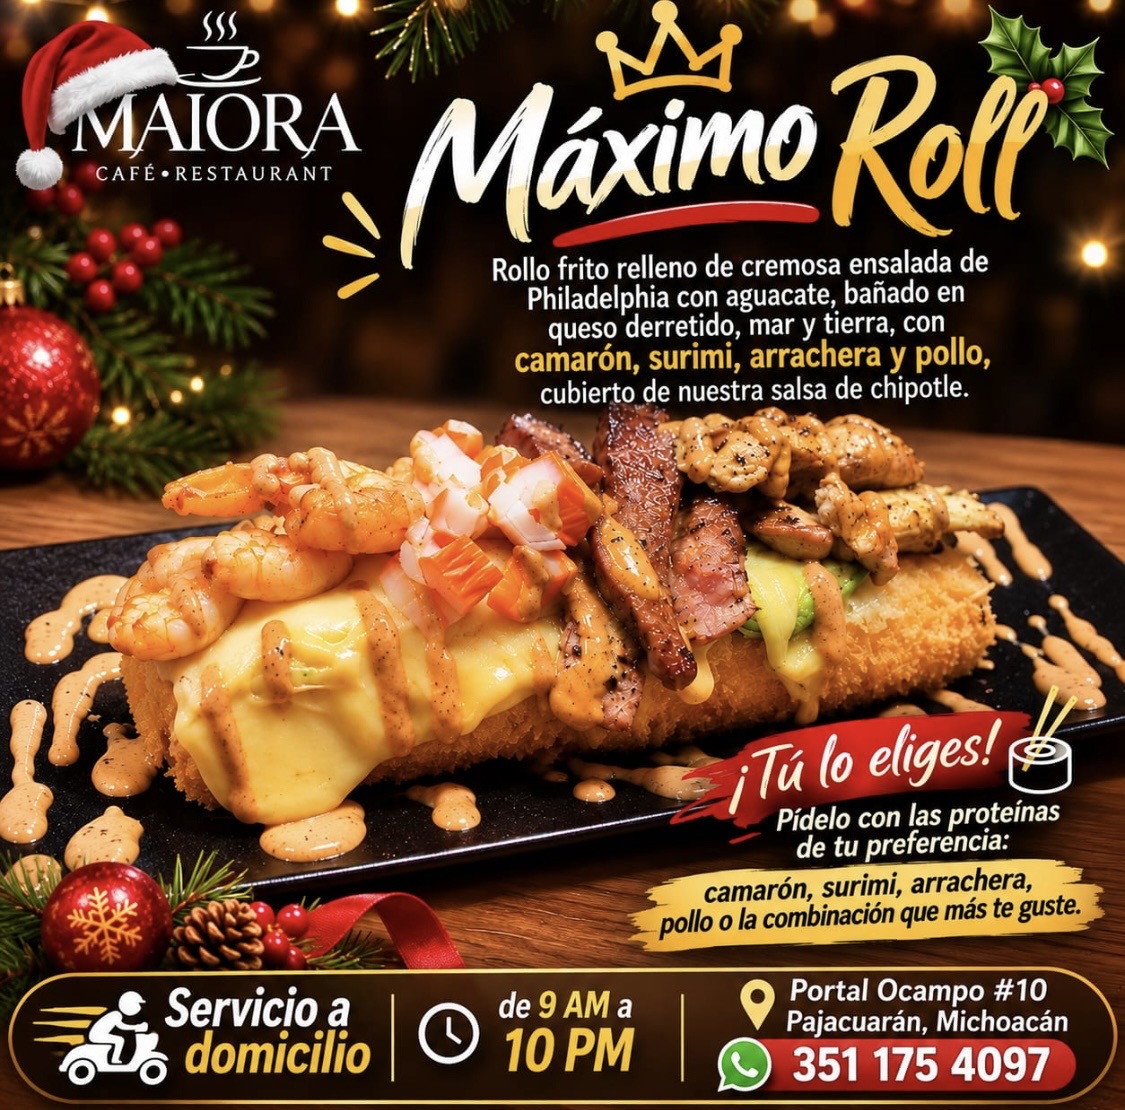 MAIORA
CAFÉ•RESTAURANT
Máximo Roll
Rollo frito relleno de cremosa ensalada de
Philadelphia con aguacate, bañado en
queso derretido, mar y tierra, con
camarón, surimi, arrachera y pollo,
cubierto de nuestra salsa de chipotle.
¡Tú lo eliges!
Pídelo con las proteínas
de tu preferencia:
camarón, surimi, arrachera,
pollo o la combinación que más te guste.
Servicio a
domicilio
de 9 AM a
10 PM
Portal Ocampo #10
Pajacuarán, Michoacán
351 175 4097